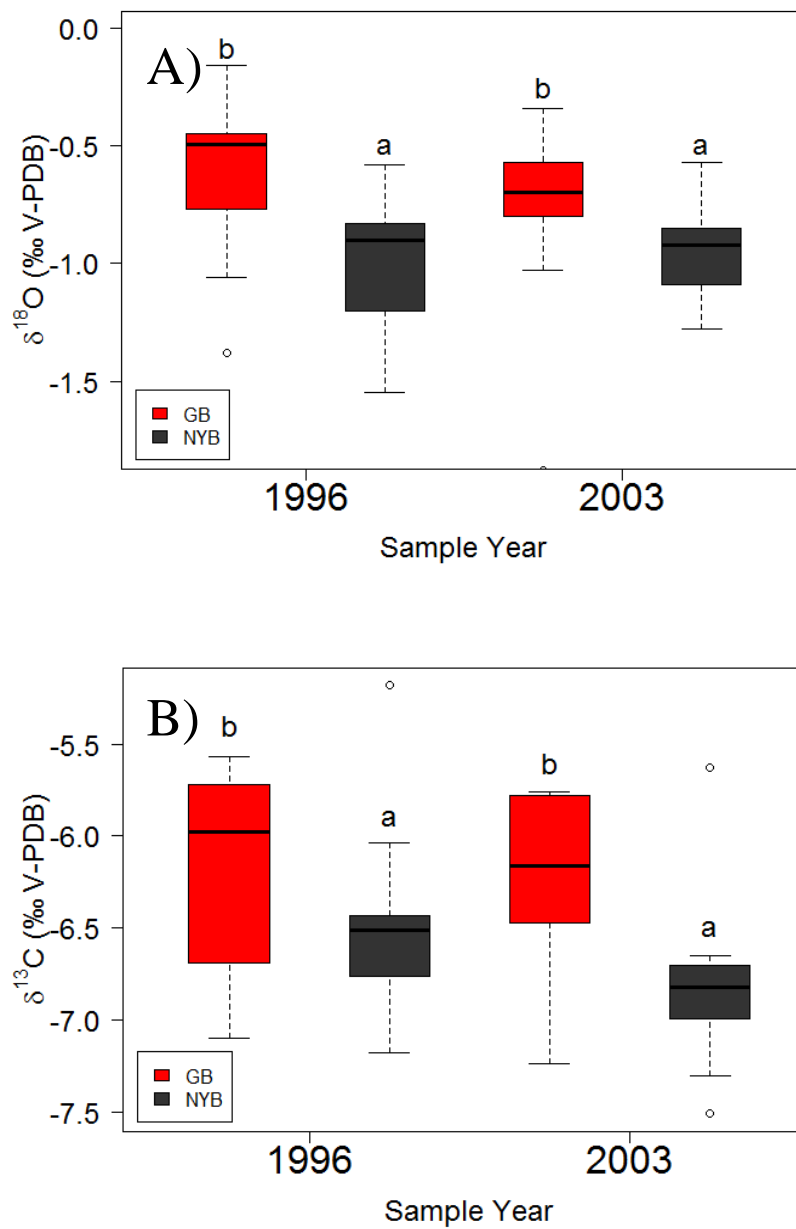 A)
0.0
-0.5
-1.0
-1.5
δ18O (‰ V-PDB)
b
a
b
a
GB
NYB
1996
2003
Sample Year
B)
-5.5
-6.0
-6.5
-7.0
-7.5
δ13C (‰ V-PDB)
b
a
b
a
GB
NYB
1996
2003
Sample Year